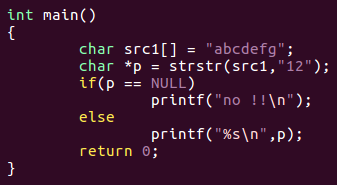 int main()
{
        char src1[] = "abcdefg";
        char *p = strstr(src1,"12");
        if(p == NULL)
                printf("no !!\n");
        else
                printf("%s\n",p);
        return 0;
}